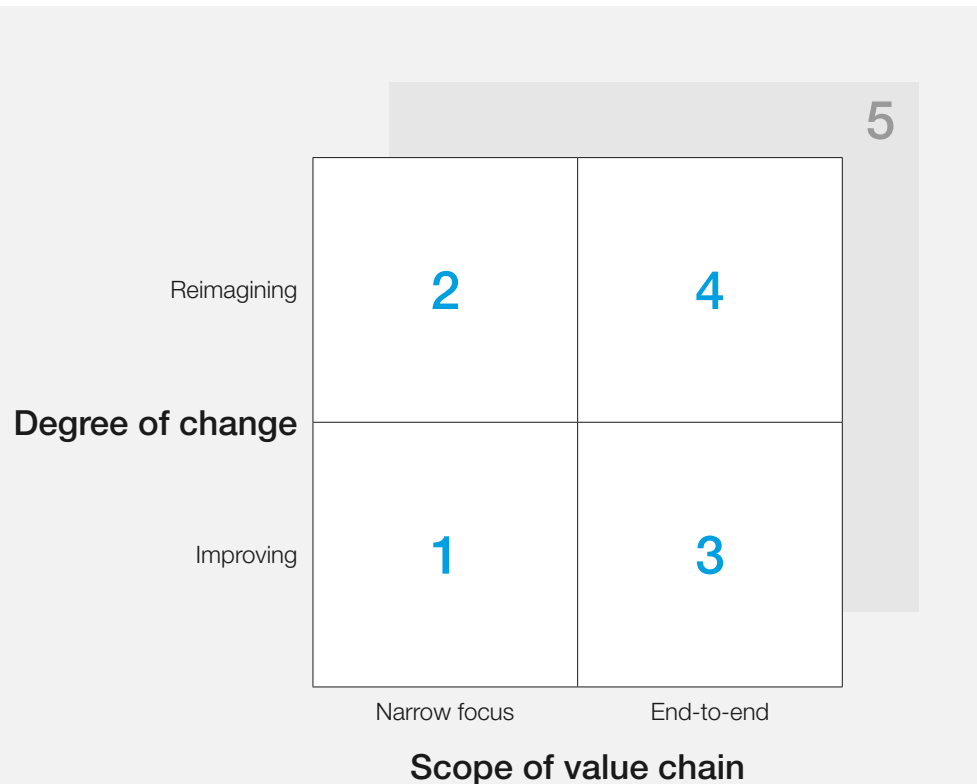 5
Reimagining
2
4
Degree of change
Improving
1
3
Narrow focus
End-to-end
Scope of value chain